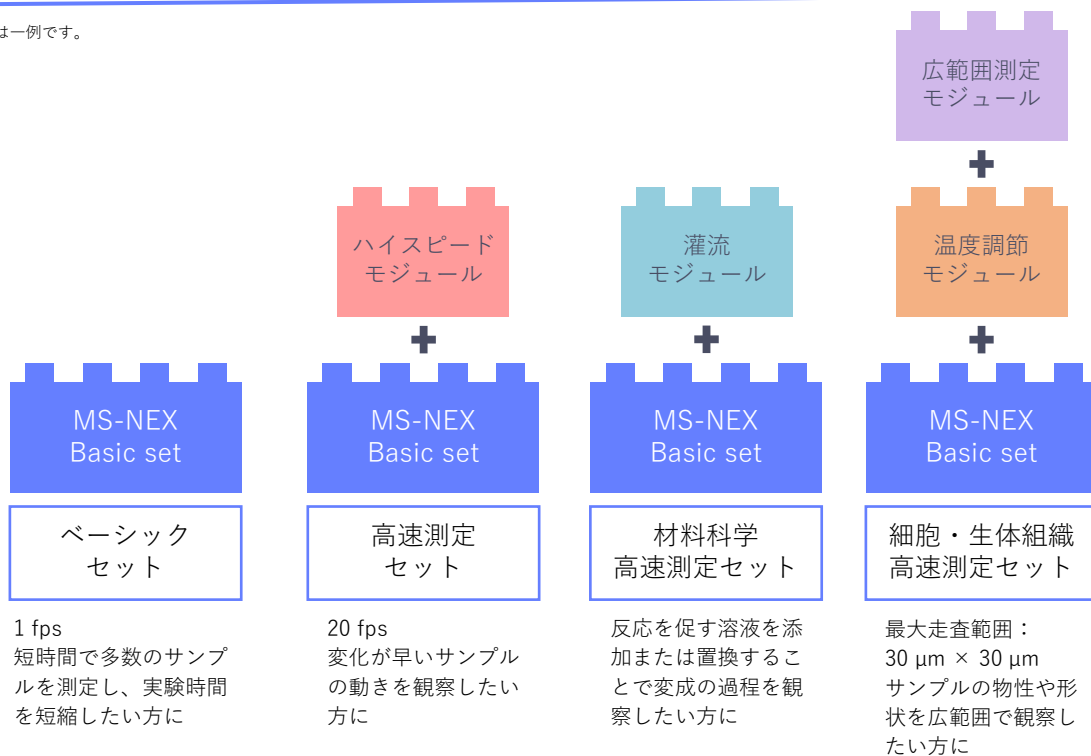 は一例です。
広範囲測定
モジュール
ハイスピード
モジュール
灌流
モジュール
温度調節
モジュール
MS-NEX
Basic set
MS-NEX
Basic set
MS-NEX
Basic set
MS-NEX
Basic set
ベーシック
セット
高速測定
セット
材料科学
高速測定セット
細胞・生体組織
高速測定セット
1 fps
短時間で多数のサンプ
ルを測定し、実験時間
を短縮したい方に
20 fps
変化が早いサンプル
の動きを観察したい
方に
反応を促す溶液を添
加または置換するこ
とで変成の過程を観
察したい方に
最大走査範囲：
30 µm × 30 µm
サンプルの物性や形
状を広範囲で観察し
たい方に